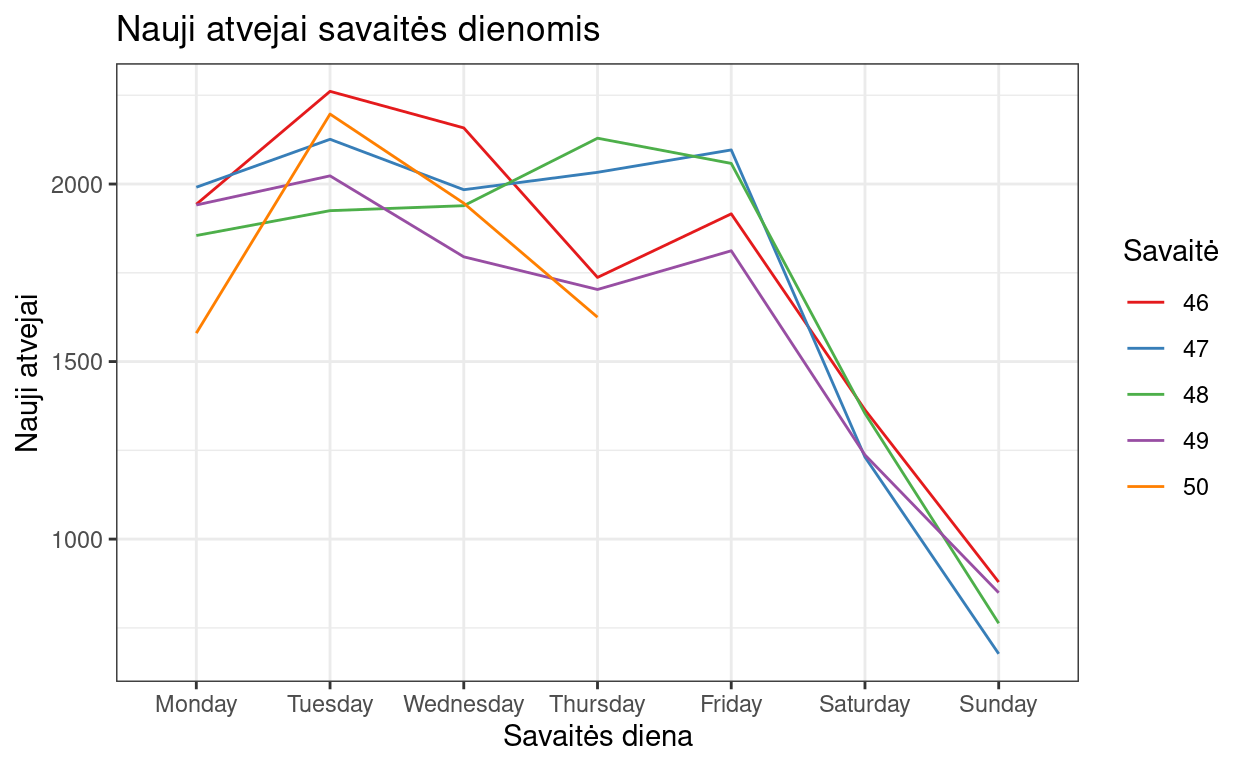 Nauji atvejai savaitės dienomis
Nauji atvejai
2000
1500
1000
Monday Tuesday Wednesday Thursday Friday Saturday Sunday
Savaitės diena
Savaitė
46
47
48
49
50